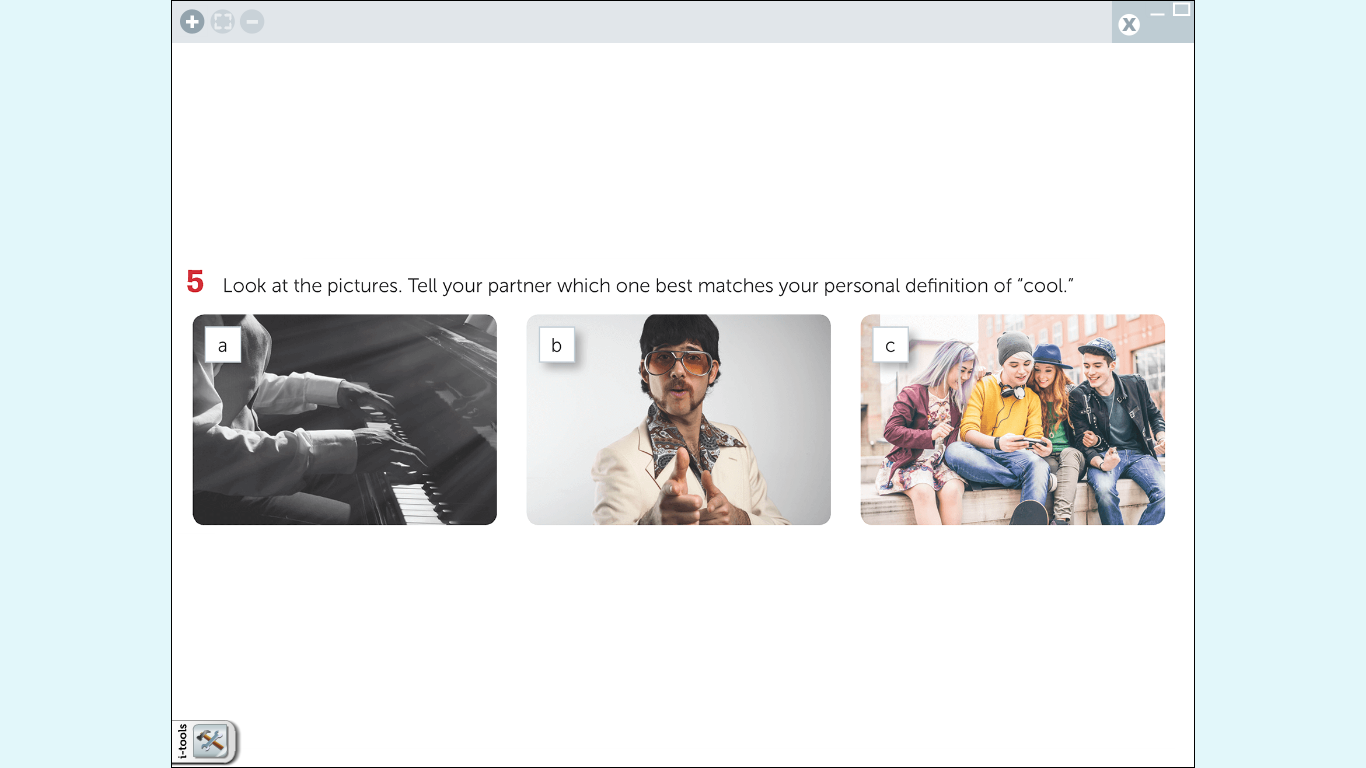 X
5 Look at the pictures. Tell your partner which one best matches your personal definition of “cool.”
a
b
c
i-tools